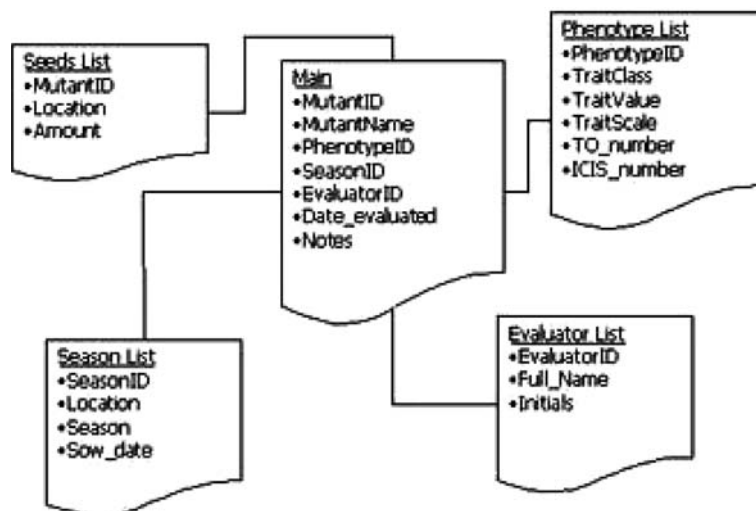 Seeds List
•MutantID
•Location
•Amount
Main
•MutantID
•MutantName
•PhenotypeID
•SeasonID
•EvaluatorID
•Date_evaluated
•Notes
Phenotype List
•PhenotypeID
•TraitClass
•TraitValue
•TraitScale
•TO_number
•ICIS_number
Season List
•SeasonID
•Location
•Season
•Sow_date
Evaluator List
•EvaluatorID
•Full_Name
•Initials